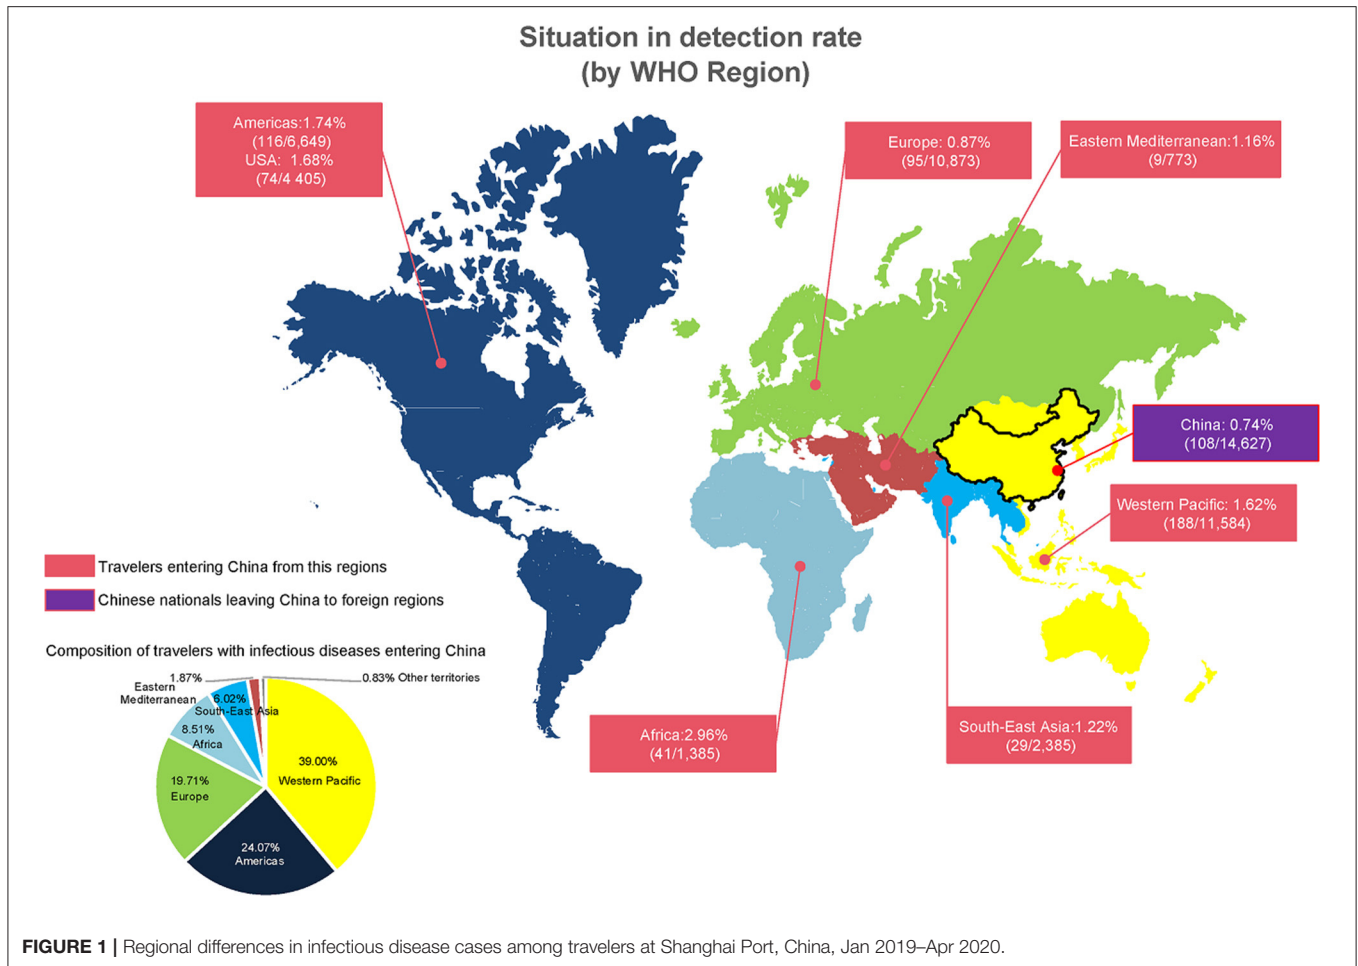 Situation in detection rate
(by WHO Region)
Americas:1.74%
(116/6,649)
USA: 1.68%
(74/4 405)
Europe: 0.87%
(95/10,873)
Eastern Mediterranean:1.16%
(9/773)
China: 0.74%
(108/14,627)
Western Pacific: 1.62%
(188/11,584)
Travelers entering China from this regions
Chinese nationals leaving China to foreign regions
Composition of travelers with infectious diseases entering China
1.87%
Eastern
Mediterranean
0.83% Other territories
6.02%
South-East Asia
8.51%
Africa
39.00%
Western Pacific
19.71%
Europe
24.07%
Americas
Africa:2.96%
(41/1,385)
South-East Asia:1.22%
(29/2,385)
FIGURE 1 | Regional differences in infectious disease cases among travelers at Shanghai Port, China, Jan 2019–Apr 2020.